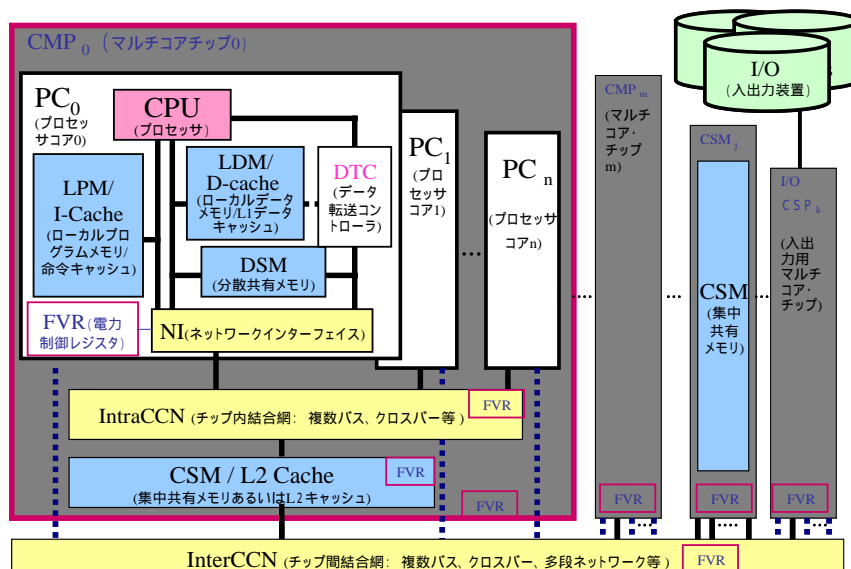 CMP0 (マルチコアチップ0)
PC0
(プロセッ
サコア0)
CPU
(プロセッサ)
LPM/
I-Cache
(ローカルプロ
グラムメモリ/
命令キャッシュ)
LDM/
D-cache
(ローカルデータ
メモリ/L1データ
キャッシュ)
DTC
(データ
転送コン
トローラ)
DSM
(分散共有メモリ)
FVR(電力
制御レジスタ)
NI(ネットワークインターフェイス)
PC1
(プロ
セッサ
コア1)
…
PC n
(プロセッサ
コアn)
IntraCCN (チップ内結合網: 複数バス、クロスバー等 )
FVR
CSM / L2 Cache
(集中共有メモリあるいはL2キャッシュ)
FVR
FVR
CMPm
(マルチ
コア・
チップ
m)
FVR
CSMj
CSM
(集中
共有
メモリ)
FVR
I/O
(入出力装置)
I/O
CSPk
(入出
力用
マルチ
コア・
チップ)
FVR
InterCCN (チップ間結合網: 複数バス、クロスバー、多段ネットワーク等 )
FVR